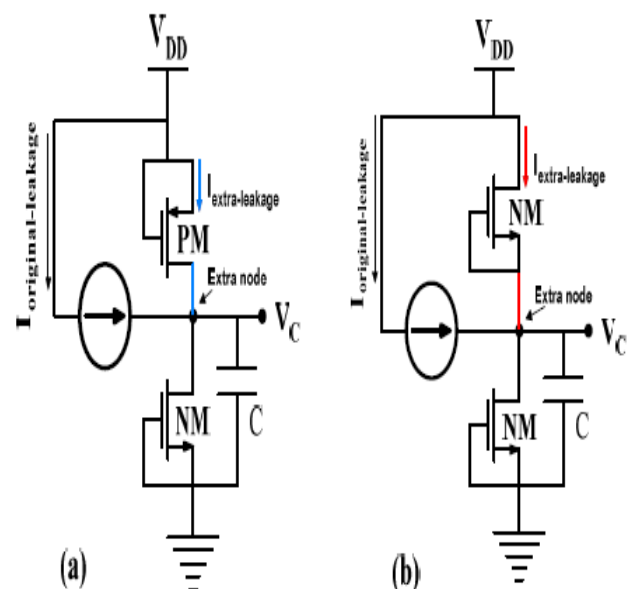 VDD
Ioriginal-leakage
Iextra-leakage
PM
Extra node
VC
NM
C
(a)
VDD
Ioriginal-leakage
Iextra-leakage
NM
Extra node
VC
NM
C
(b)